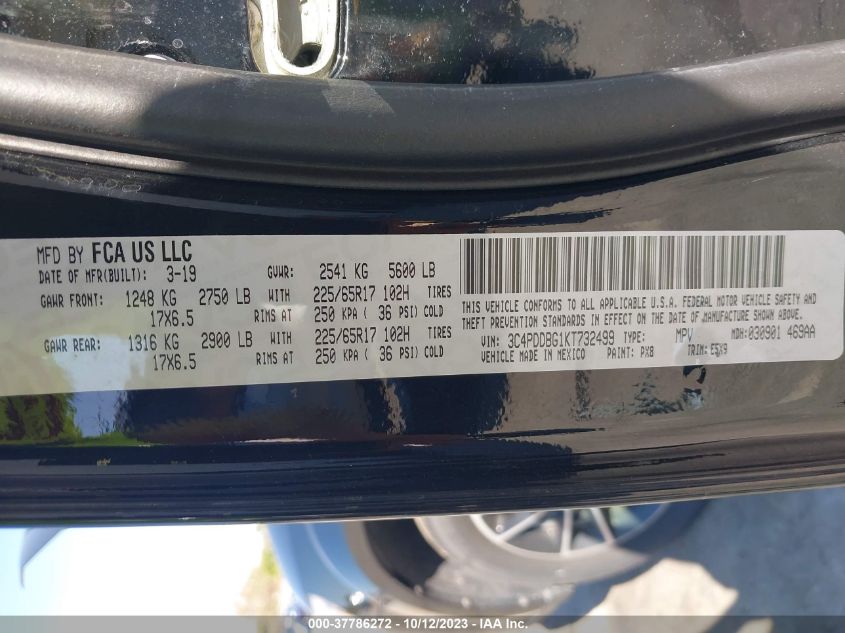 MFD BY FCA US LLC
DATE OF MFR(BUILT): 3-19 GVWR: 2541 KG 5600 LB
GAWR FRONT: 1248 KG 2750 LB WITH 225/65R17 102H TIRES
17X6.5 RIMS AT 250 KPA ( 36 PSI) COLD
GAWR REAR: 1316 KG 2900 LB WITH 225/65R17 102H TIRES
17X6.5 RIMS AT 250 KPA ( 36 PSI) COLD
THIS VEHICLE CONFORMS TO ALL APPLICABLE U.S.A. FEDERAL MOTOR VEHICLE SAFETY AND
THEFT PREVENTION STANDARDS IN EFFECT ON THE DATE OF MANUFACTURE SHOWN ABOVE.
VIN: 3C4PDDBG1KT732499 TYPE: MPV MDH: 030901 469AA
VEHICLE MADE IN MEXICO PAINT: PX8 TRIM: E5X9
000-37786272 - 10/12/2023 - IAA Inc.